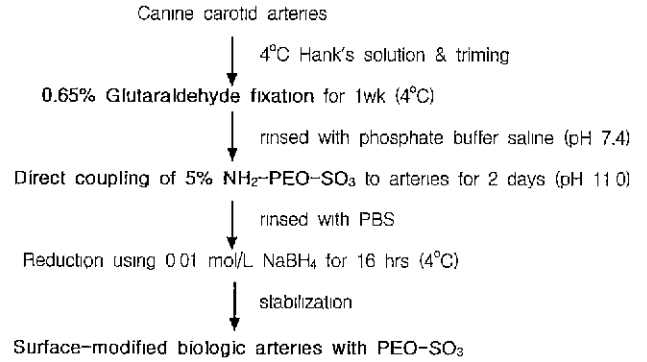 Canine carotid arteries
4°C Hank's solution & triming
0.65% Glutaraldehyde fixation for 1wk (4°C)
rinsed with phosphate buffer saline (pH 7.4)
Direct coupling of 5% NH₂-PEO-SO₃ to arteries for 2 days (pH 11.0)
rinsed with PBS
Reduction using 0.01 mol/L NaBH₄ for 16 hrs (4°C)
stabilization
Surface-modified biologic arteries with PEO-SO₃